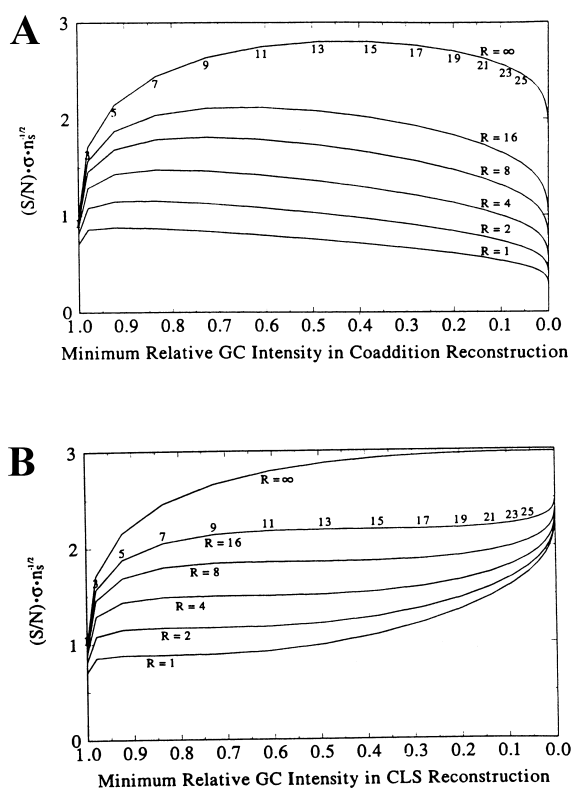 A
3
2
1
0
(S/N)·σ·nₛ⁻¹/²
R = ∞
3 5 7 9 11 13 15 17 19 21 23 25
R = 16
R = 8
R = 4
R = 2
R = 1
1.0 0.9 0.8 0.7 0.6 0.5 0.4 0.3 0.2 0.1 0.0
Minimum Relative GC Intensity in Coaddition Reconstruction
B
3
2
1
0
(S/N)·σ·nₛ⁻¹/²
R = ∞
3 5 7 9 11 13 15 17 19 21 23 25
R = 16
R = 8
R = 4
R = 2
R = 1
1.0 0.9 0.8 0.7 0.6 0.5 0.4 0.3 0.2 0.1 0.0
Minimum Relative GC Intensity in CLS Reconstruction